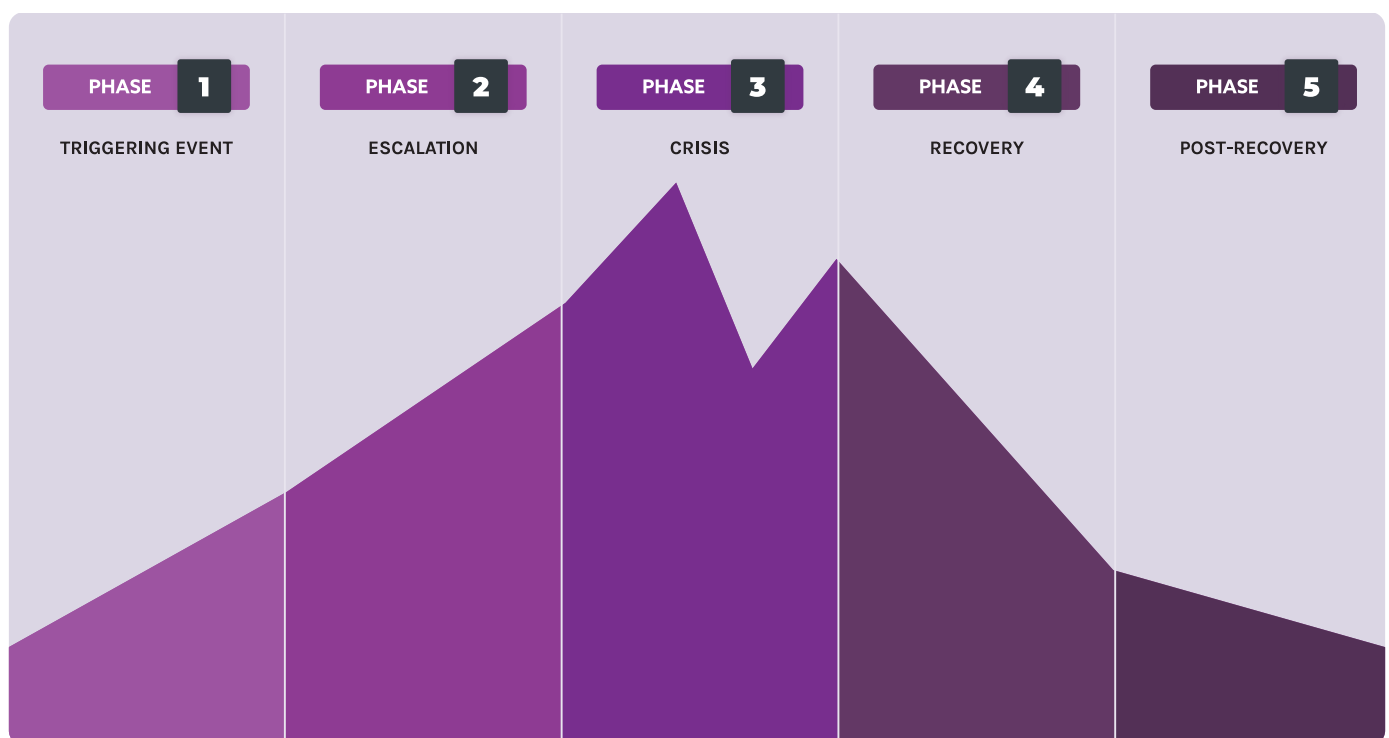 PHASE 1
TRIGGERING EVENT
PHASE 2
ESCALATION
PHASE 3
CRISIS
PHASE 4
RECOVERY
PHASE 5
POST-RECOVERY